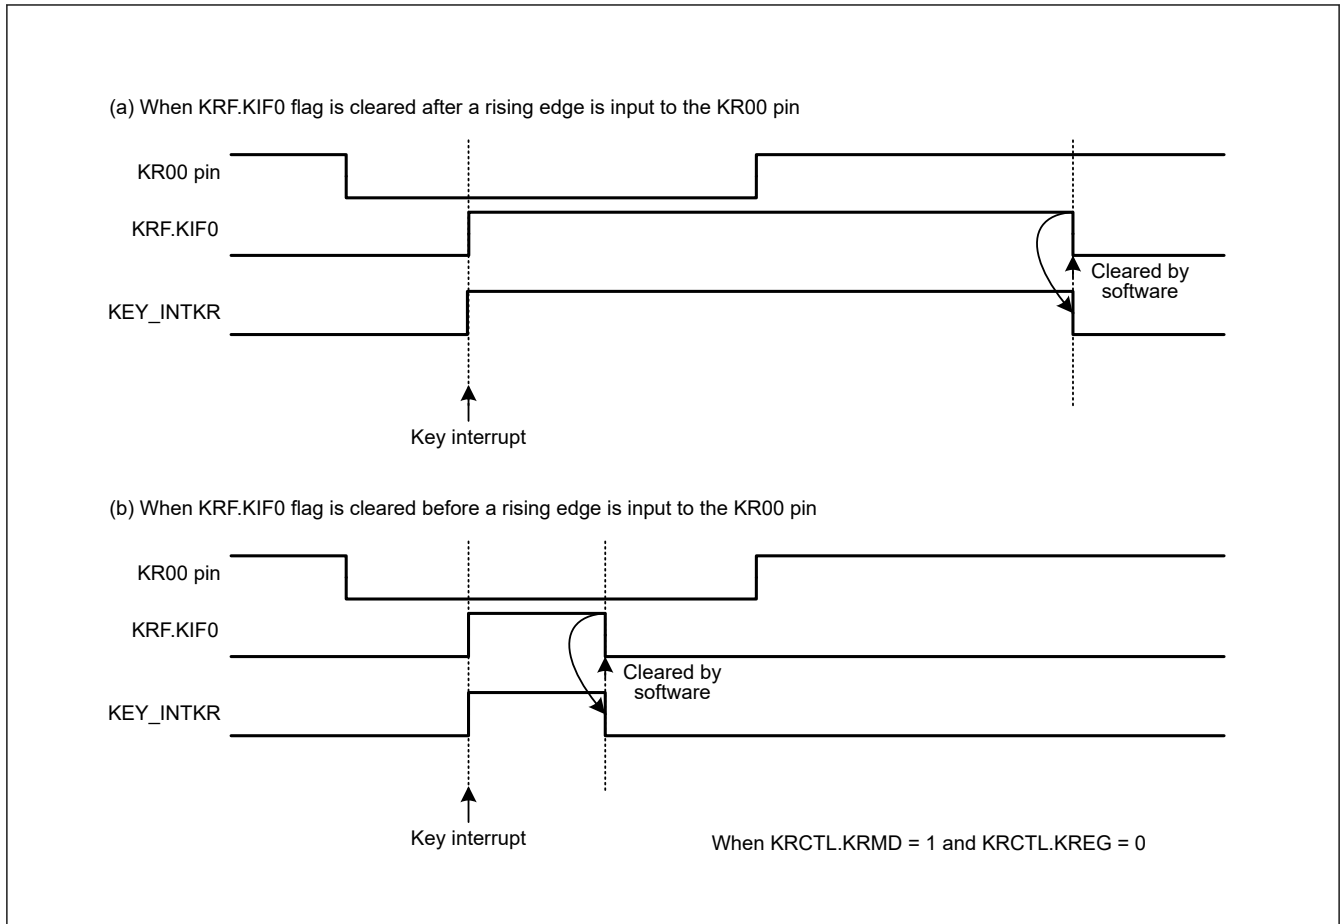 (a) When KRF.KIF0 flag is cleared after a rising edge is input to the KR00 pin
KR00 pin
KRF.KIF0
Cleared by
software
KEY_INTKR
Key interrupt
(b) When KRF.KIF0 flag is cleared before a rising edge is input to the KR00 pin
KR00 pin
KRF.KIF0
Cleared by
software
KEY_INTKR
Key interrupt
When KRCTL.KRMD = 1 and KRCTL.KREG = 0